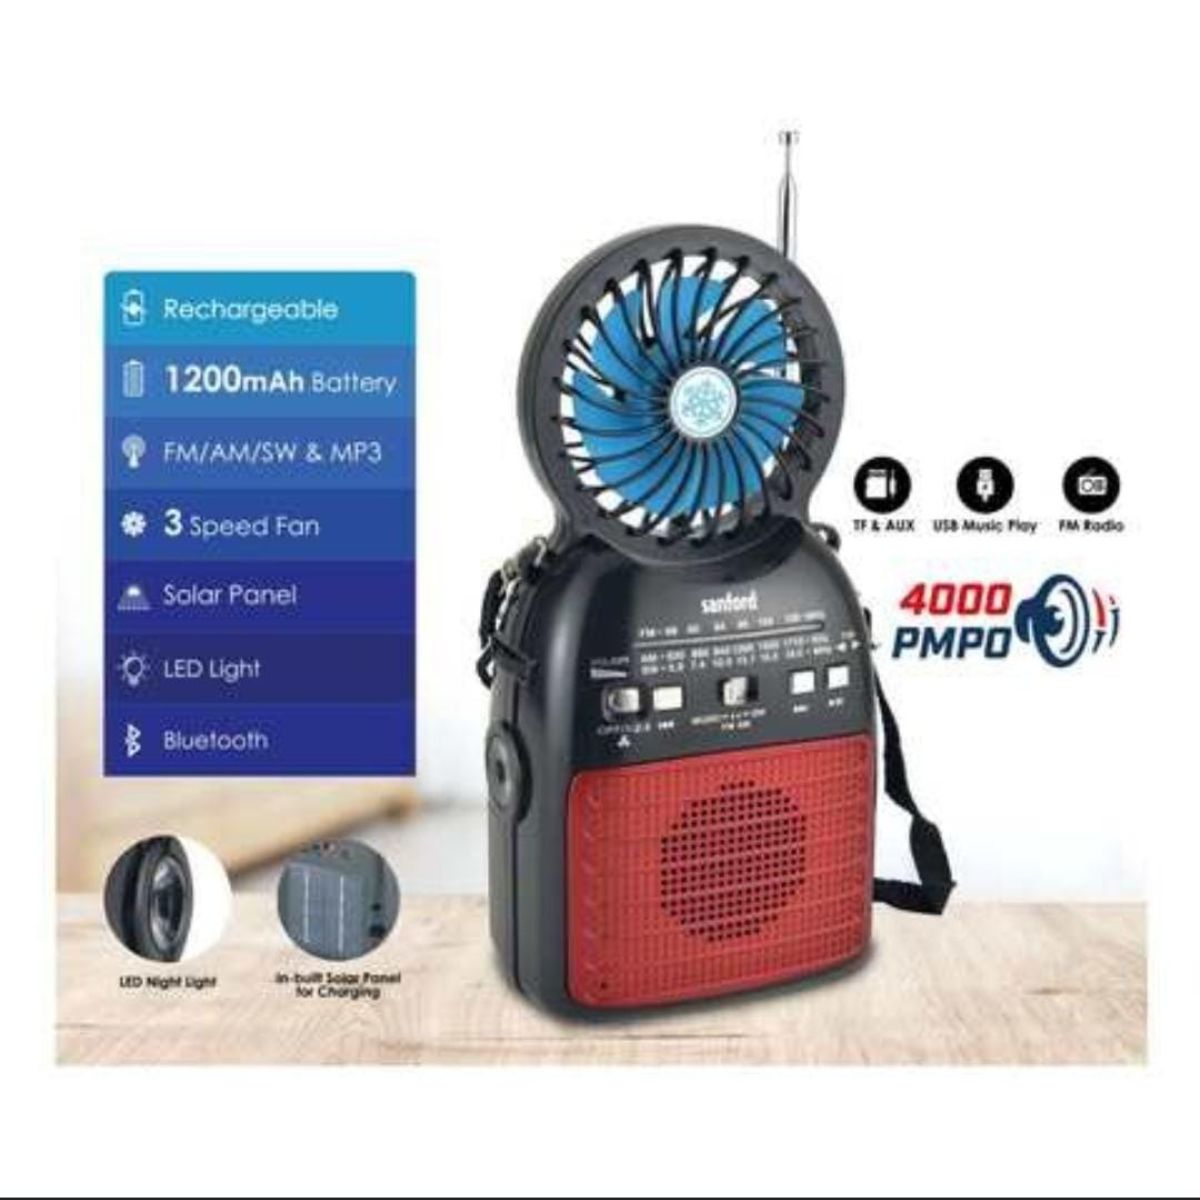 Rechargeable
1200mAh Battery
FM/AM/SW & MP3
3 Speed Fan
Solar Panel
LED Light
Bluetooth
LED Night Light
In-built Solar Panel
for Charging
sanford
TF & AUX
USB Music Play
FM Radio
4000
PMPO